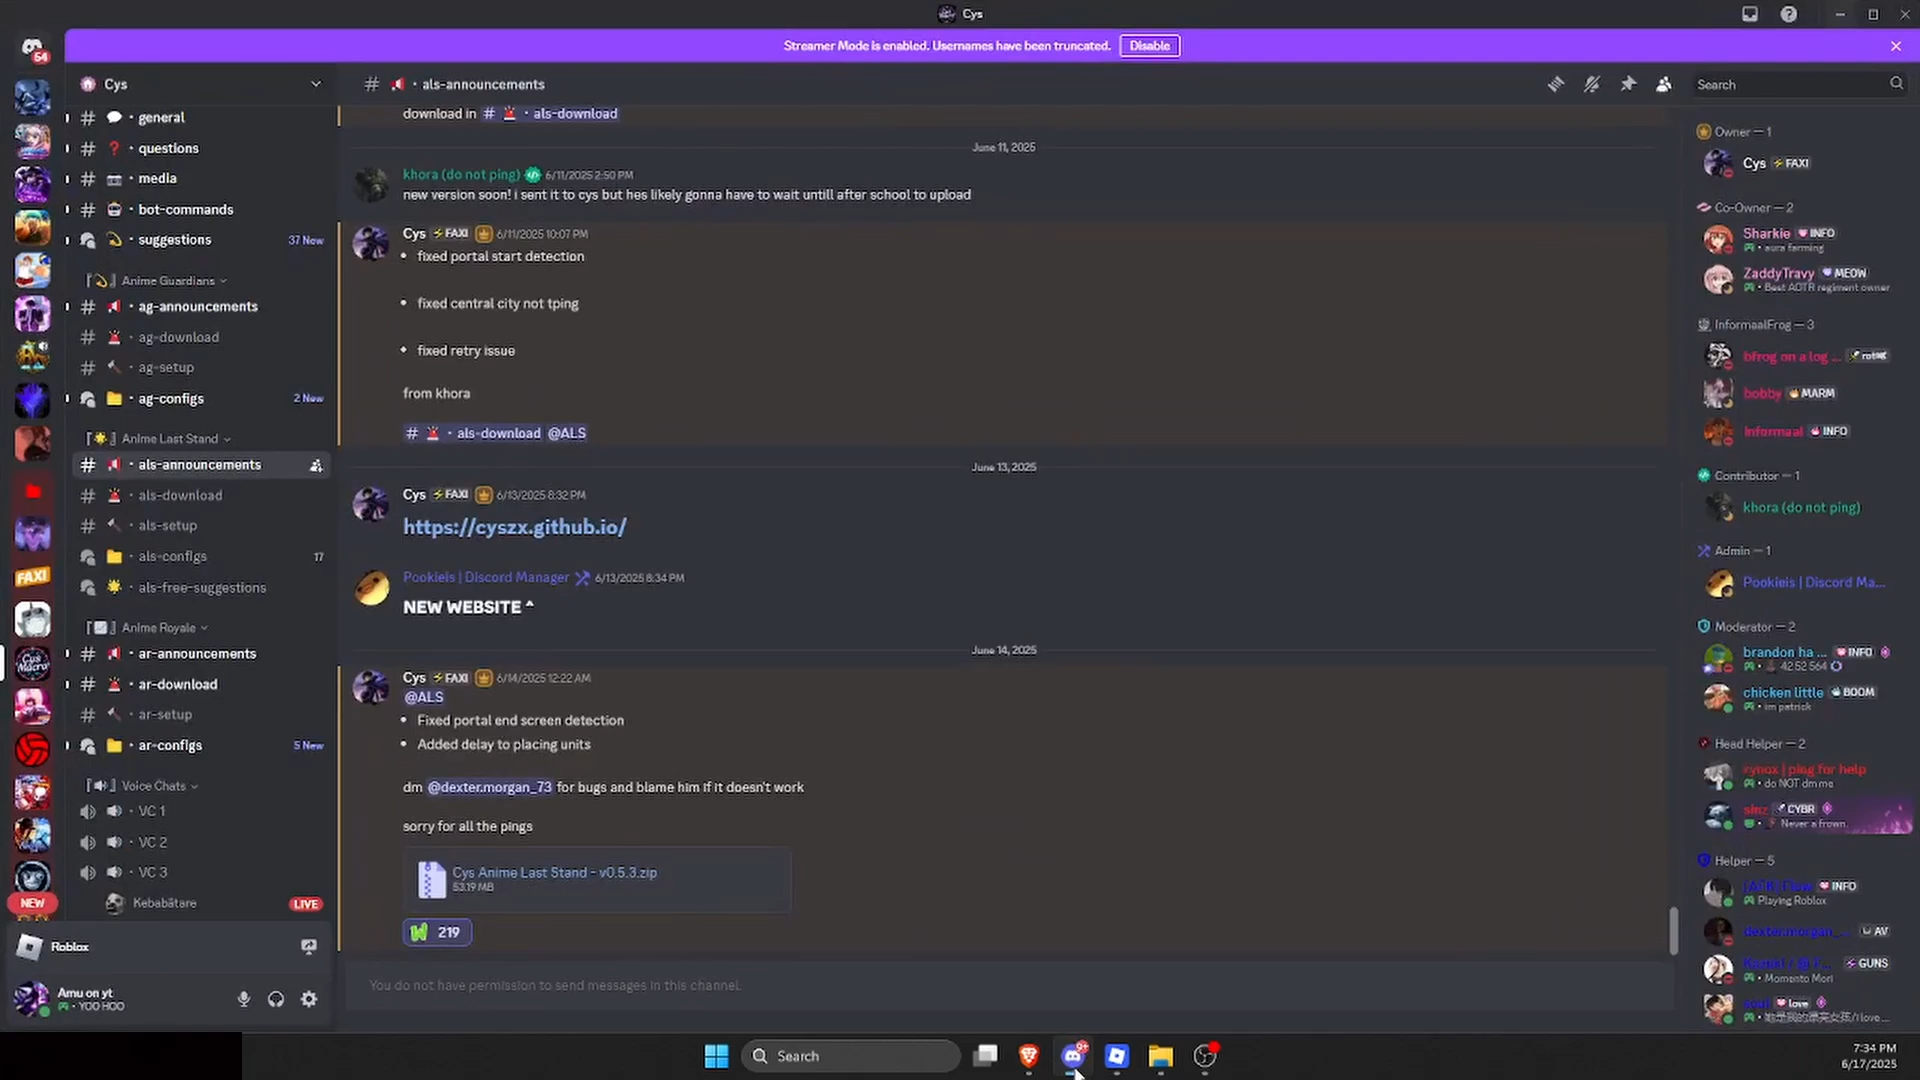 Cys
Streamer Mode is enabled. Usernames have been truncated. Disable
54
Cys
general
questions
media
bot-commands
suggestions 37 New
Anime Guardians
ag-announcements
ag-download
ag-setup
ag-configs 2 New
Anime Last Stand
als-announcements
als-download
als-setup
als-configs 17
als-free-suggestions
Anime Royale
ar-announcements
ar-download
ar-setup
ar-configs 5 New
Voice Chats
VC 1
VC 2
VC 3
Kebabätare LIVE
FAXI
Cys Macro
NEW
Roblox
Amu on yt
YOO HOO
# · als-announcements
Search
download in # · als-download
June 11, 2025
khora (do not ping) 6/11/2025 2:50 PM
new version soon! i sent it to cys but hes likely gonna have to wait untill after school to upload
Cys FAXI 6/11/2025 10:07 PM
• fixed portal start detection
• fixed central city not tping
• fixed retry issue
from khora
# · als-download @ALS
June 13, 2025
Cys FAXI 6/13/2025 8:32 PM
https://cyszx.github.io/
Pookieis | Discord Manager 6/13/2025 8:34 PM
NEW WEBSITE ^
June 14, 2025
Cys FAXI 6/14/2025 12:22 AM
@ALS
• Fixed portal end screen detection
• Added delay to placing units
dm @dexter.morgan_73 for bugs and blame him if it doesn't work
sorry for all the pings
Cys Anime Last Stand - v0.5.3.zip
53.19 MB
219
You do not have permission to send messages in this channel.
Owner — 1
Cys FAXI
Co-Owner — 2
Sharkie INFO
aura farming
ZaddyTravy MEOW
Best AOTR regiment owner
InformaalFrog — 3
bfrog on a log ...
bobby MARM
Informaal INFO
Contributor — 1
khora (do not ping)
Admin — 1
Pookieis | Discord Ma...
Moderator — 2
brandon ha ... INFO
42 52 564
chicken little BOOM
im patrick
Head Helper — 2
rynox | ping for help
do NOT dm me
sinz CYBR
Never a frown.
Helper — 5
INFO
Playing Roblox
dexter.morgan_... AV
GUNS
Momento Mori
soul love
Search
9+
7:34 PM
6/17/2025